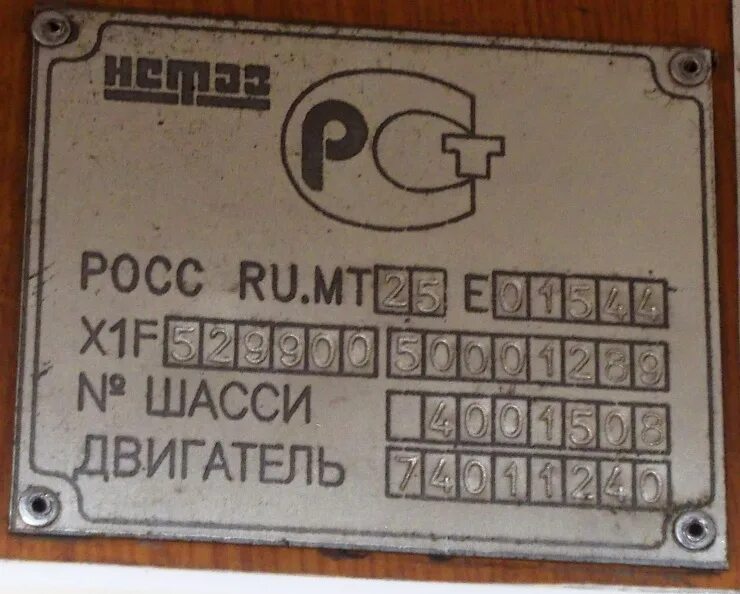 НЕФАЗ
РСТ
РОСС RU.МТ25 Е01544
X1F529900 50001289
№ ШАССИ 4001508
ДВИГАТЕЛЬ 74011240